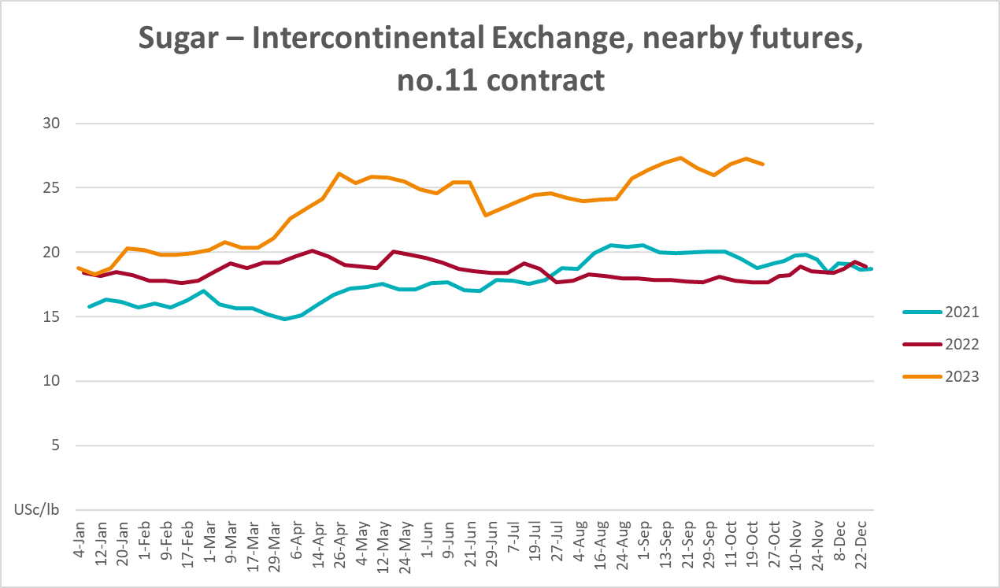 Sugar – Intercontinental Exchange, nearby futures,
no.11 contract
30
25
20
15
10
5
USc/lb
4-Jan
12-Jan
20-Jan
1-Feb
9-Feb
17-Feb
1-Mar
9-Mar
17-Mar
29-Mar
6-Apr
14-Apr
26-Apr
4-May
12-May
24-May
1-Jun
9-Jun
21-Jun
29-Jun
7-Jul
19-Jul
27-Jul
4-Aug
16-Aug
24-Aug
1-Sep
13-Sep
21-Sep
29-Sep
11-Oct
19-Oct
27-Oct
10-Nov
24-Nov
8-Dec
22-Dec
2021
2022
2023